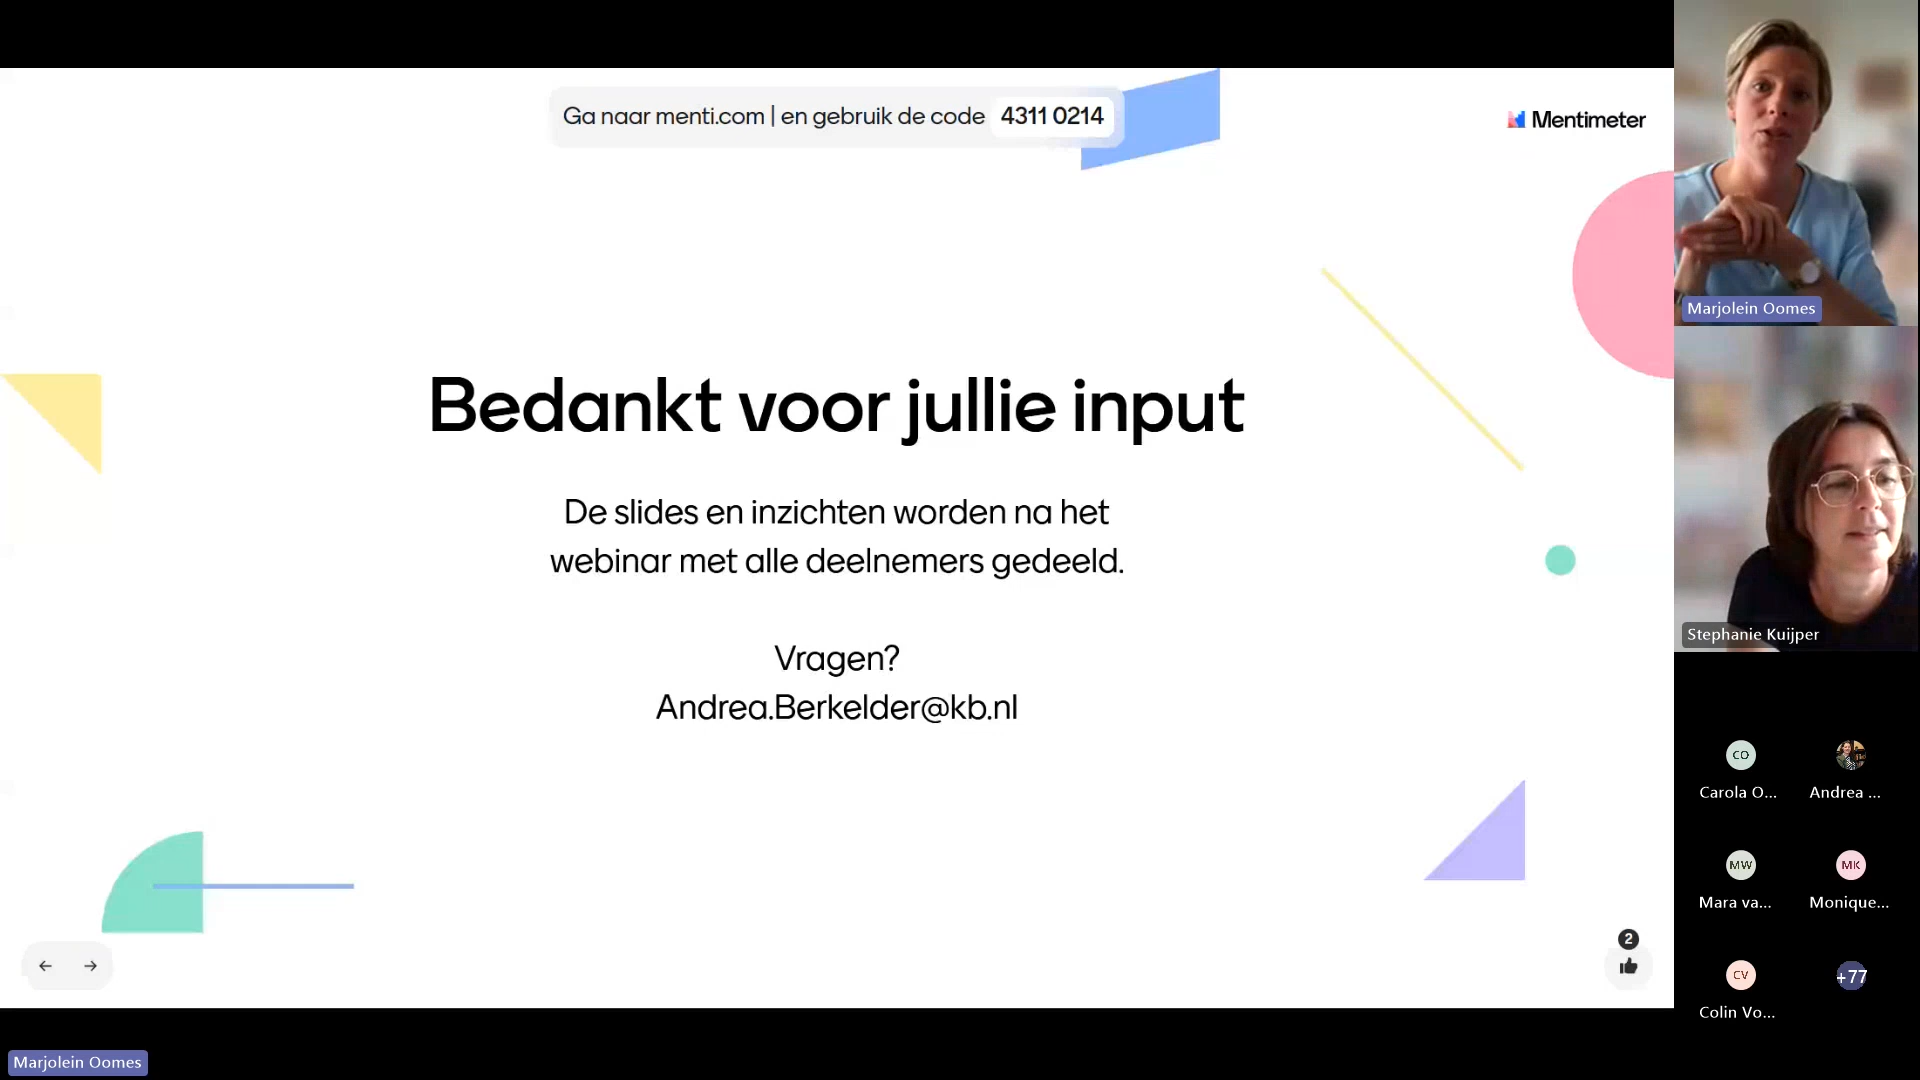 Ga naar menti.com | en gebruik de code 4311 0214
Mentimeter
Bedankt voor jullie input
De slides en inzichten worden na het
webinar met alle deelnemers gedeeld.
Vragen?
Andrea.Berkelder@kb.nl
2
Marjolein Oomes
Stephanie Kuijper
CO
Carola O...
Andrea ...
MW
Mara va...
MK
Monique...
CV
Colin Vo...
+77
Marjolein Oomes